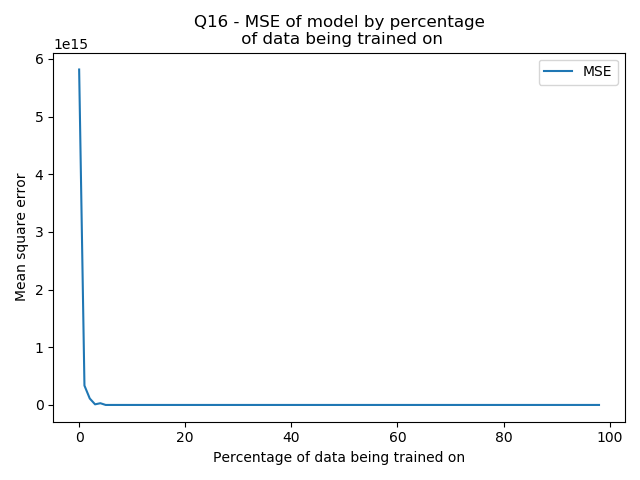 Q16 - MSE of model by percentage
of data being trained on
1e15
MSE
6
5
4
3
2
1
0
Mean square error
0 20 40 60 80 100
Percentage of data being trained on